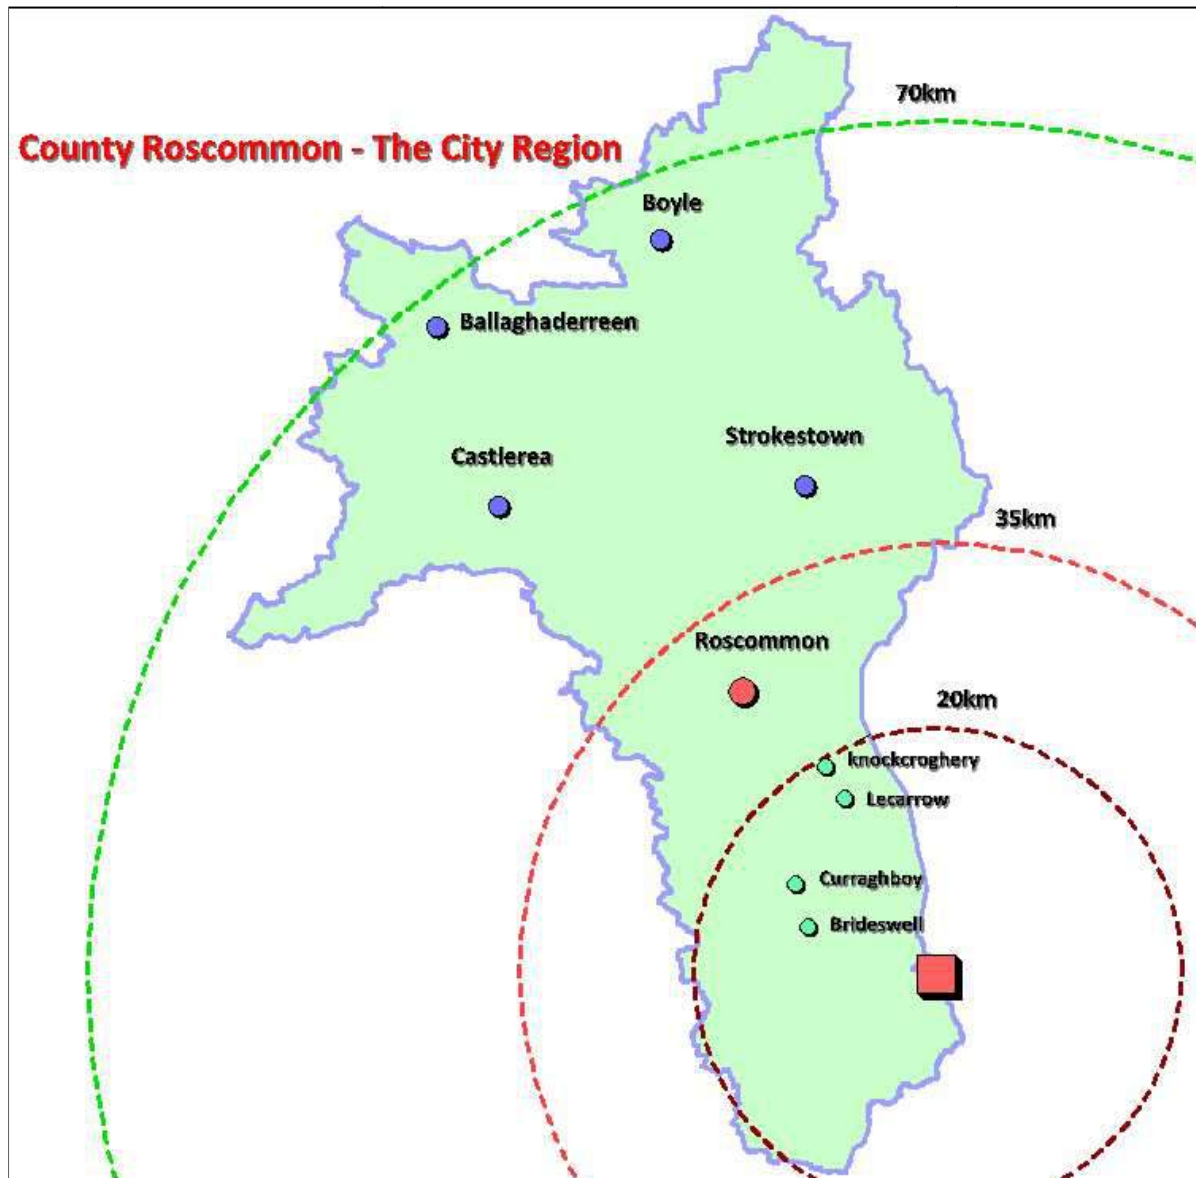 70km
County Roscommon - The City Region
Boyle
Ballaghaderreen
Strokestown
Castlerea
35km
Roscommon
20km
knockcroghery
Lecarrow
Curraghboy
Brideswell